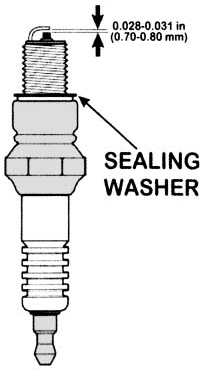 0.028-0.031 in
(0.70-0.80 mm)
SEALING
WASHER